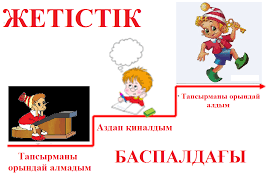 ЖЕТІСТІК
Тапсырманы орындай
алдым
Аздап қиналдым
Тапсырманы
орындай алмадым
БАСПАЛДАҒЫ